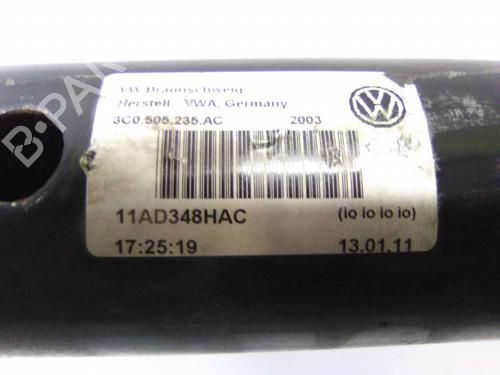 VW Braunschweig
Herstell.: VWA, Germany
3C0.505.235.AC 2003
11AD348HAC (io io io io)
17:25:19 13.01.11
B-PAR